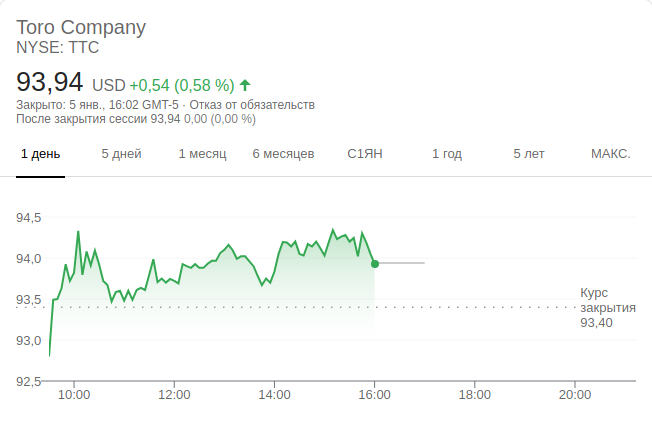 Toro Company
NYSE: TTC
93,94 USD +0,54 (0,58 %)
Закрыто: 5 янв., 16:02 GMT-5 · Отказ от обязательств
После закрытия сессии 93,94 0,00 (0,00 %)
1 день 5 дней 1 месяц 6 месяцев С1ЯН 1 год 5 лет МАКС.
94,5
94,0
93,5
Курс
закрытия
93,40
93,0
92,5
10:00 12:00 14:00 16:00 18:00 20:00